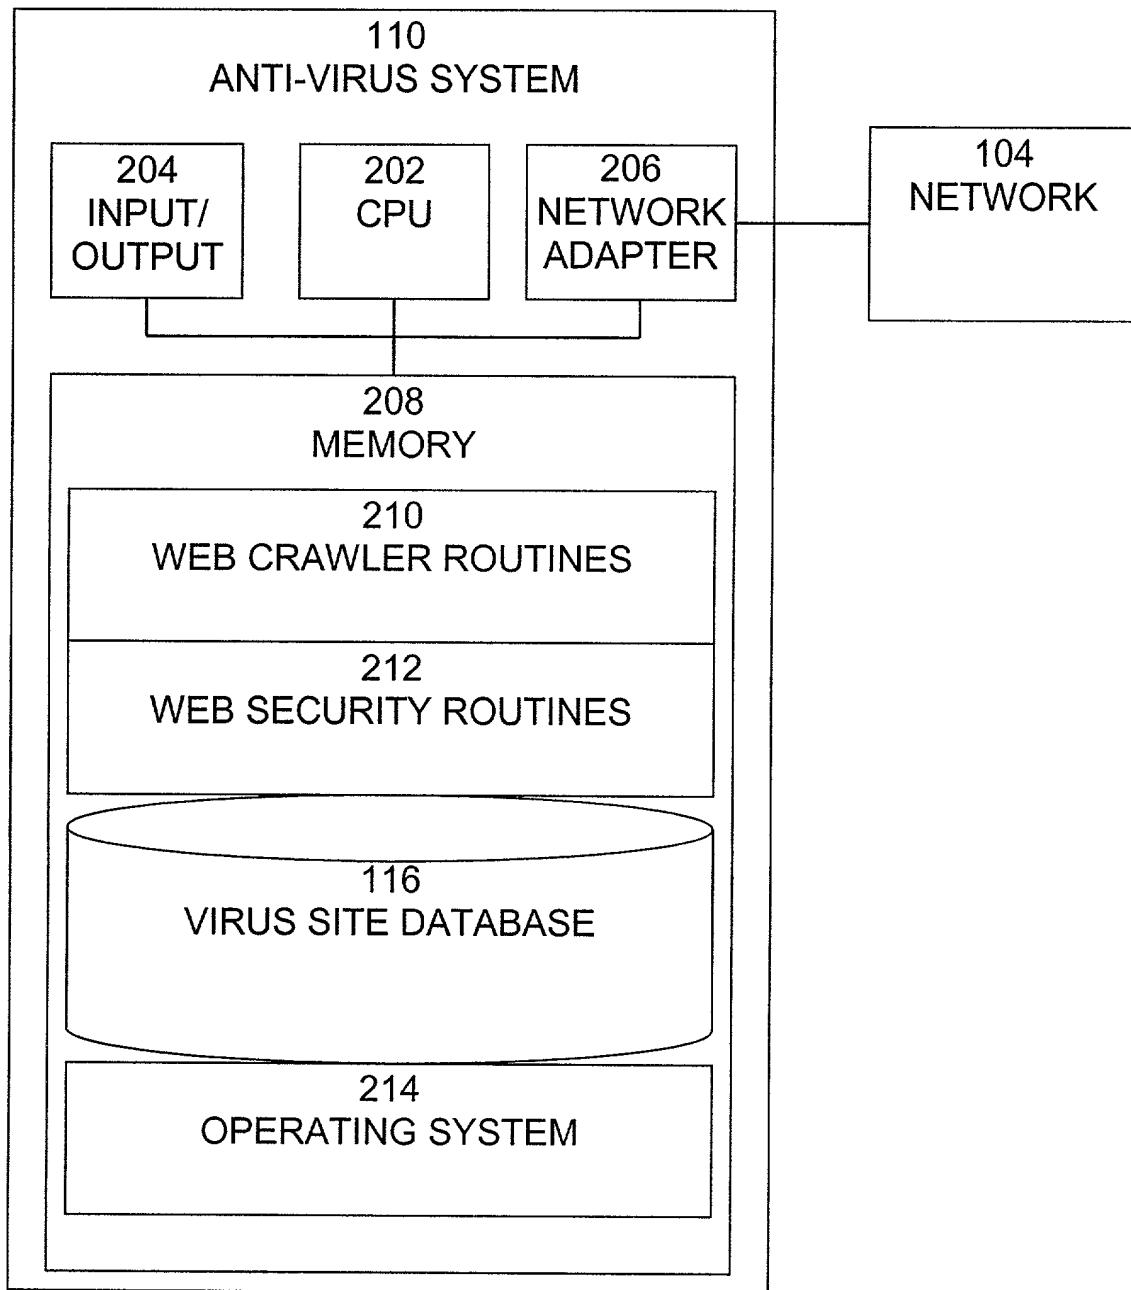 110
ANTI-VIRUS SYSTEM
204
INPUT/
OUTPUT
202
CPU
206
NETWORK
ADAPTER
104
NETWORK
208
MEMORY
210
WEB CRAWLER ROUTINES
212
WEB SECURITY ROUTINES
116
VIRUS SITE DATABASE
214
OPERATING SYSTEM